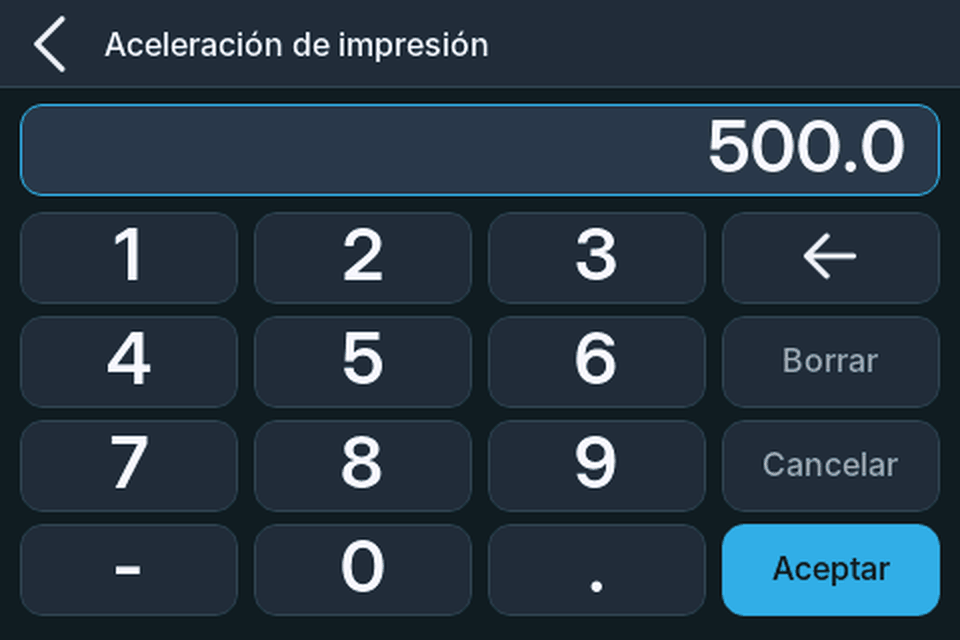 Aceleración de impresión
500.0
1 2 3 ←
4 5 6 Borrar
7 8 9 Cancelar
- 0 . Aceptar